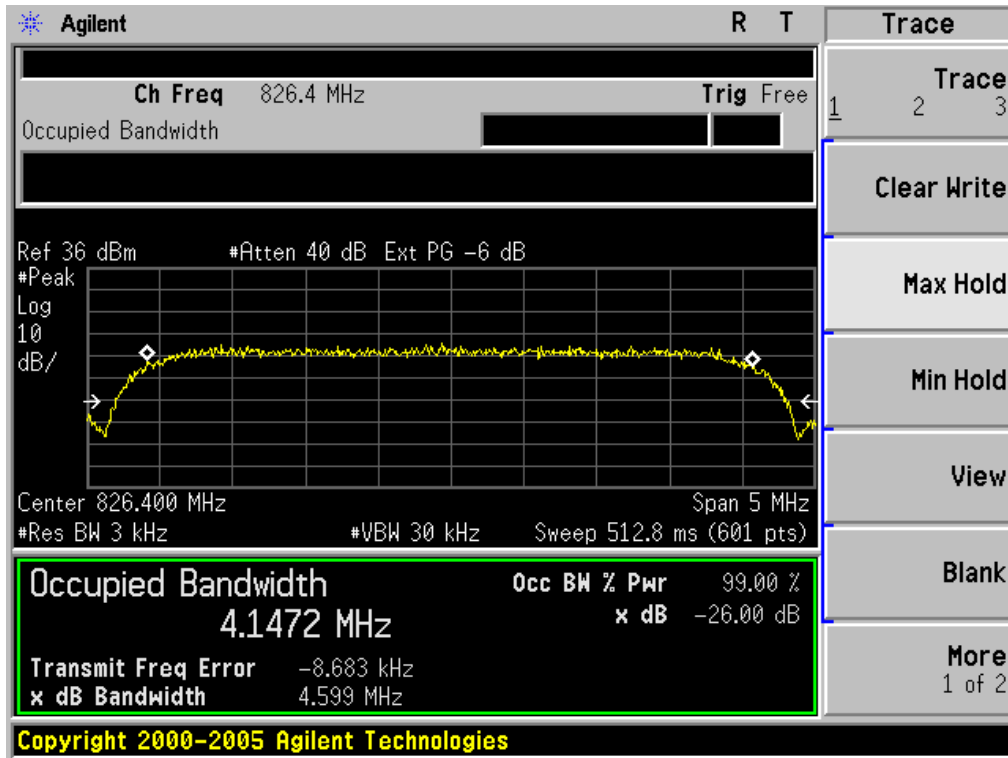 Agilent R T Trace
Ch Freq 826.4 MHz Trig Free
Occupied Bandwidth
Trace
1 2 3
Clear Write
Ref 36 dBm #Atten 40 dB Ext PG -6 dB
#Peak
Log
10
dB/
Max Hold
Min Hold
View
Center 826.400 MHz Span 5 MHz
#Res BW 3 kHz #VBW 30 kHz Sweep 512.8 ms (601 pts)
Occupied Bandwidth Occ BW % Pwr 99.00 %
4.1472 MHz x dB -26.00 dB
Transmit Freq Error -8.683 kHz
x dB Bandwidth 4.599 MHz
Blank
More
1 of 2
Copyright 2000-2005 Agilent Technologies